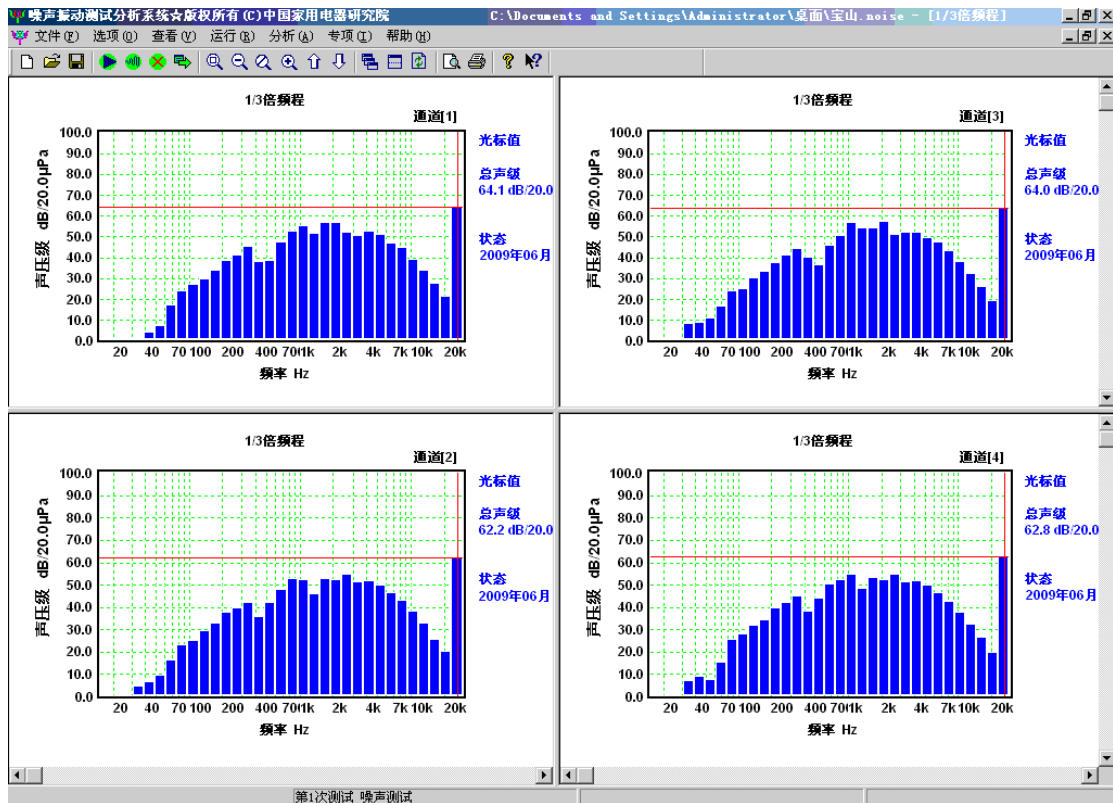 噪声振动测试分析系统☆版权所有(C)中国家用电器研究院 C:\Documents and Settings\Administrator\桌面\宝山.noise - [1/3倍频程]
文件(F) 选项(O) 查看(V) 运行(R) 分析(A) 专项(I) 帮助(H)
1/3倍频程
通道[1]
声压级 dB/20.0μPa
100.0
90.0
80.0
70.0
60.0
50.0
40.0
30.0
20.0
10.0
0.0
20 40 70 100 200 400 700 1k 2k 4k 7k 10k 20k
频率 Hz
光标值
总声级
64.1 dB/20.0
状态
2009年06月
1/3倍频程
通道[3]
声压级 dB/20.0μPa
100.0
90.0
80.0
70.0
60.0
50.0
40.0
30.0
20.0
10.0
0.0
20 40 70 100 200 400 700 1k 2k 4k 7k 10k 20k
频率 Hz
光标值
总声级
64.0 dB/20.0
状态
2009年06月
1/3倍频程
通道[2]
声压级 dB/20.0μPa
100.0
90.0
80.0
70.0
60.0
50.0
40.0
30.0
20.0
10.0
0.0
20 40 70 100 200 400 700 1k 2k 4k 7k 10k 20k
频率 Hz
光标值
总声级
62.2 dB/20.0
状态
2009年06月
1/3倍频程
通道[4]
声压级 dB/20.0μPa
100.0
90.0
80.0
70.0
60.0
50.0
40.0
30.0
20.0
10.0
0.0
20 40 70 100 200 400 700 1k 2k 4k 7k 10k 20k
频率 Hz
光标值
总声级
62.8 dB/20.0
状态
2009年06月
第1次测试 噪声测试